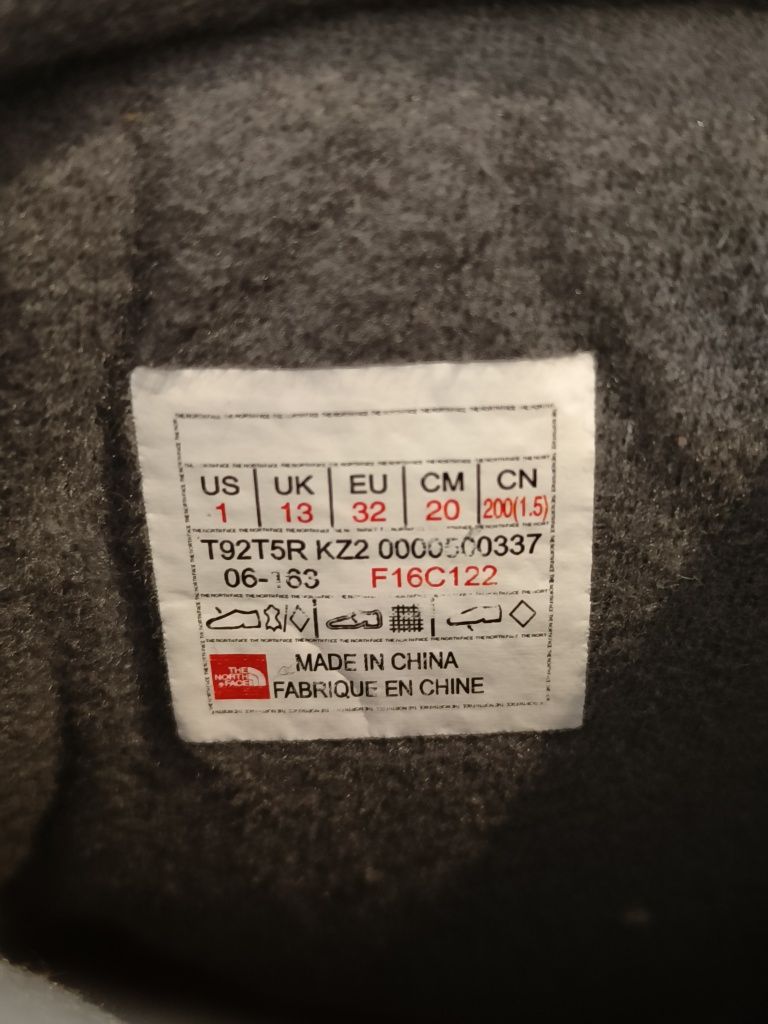 US UK EU CM CN
1 13 32 20 200(1.5)
T92T5R KZ2 0000500337
06-163 F16C122
THE NORTH FACE
MADE IN CHINA
FABRIQUE EN CHINE